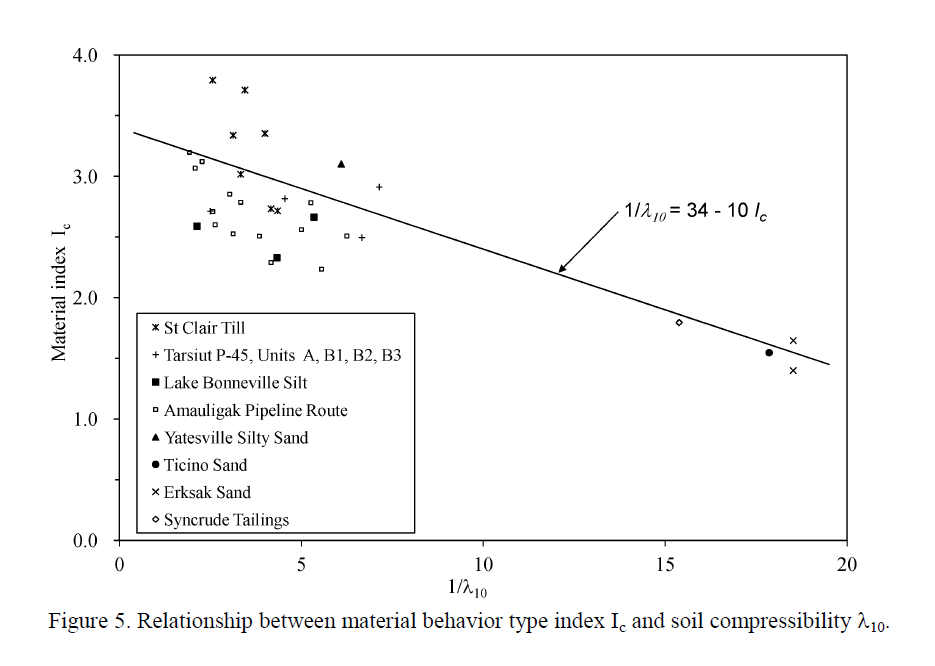 4.0
3.0
2.0
1.0
0.0
Material index I_c
1/λ₁₀ = 34 - 10 I_c
St Clair Till
Tarsiut P-45, Units A, B1, B2, B3
Lake Bonneville Silt
Amauligak Pipeline Route
Yatesville Silty Sand
Ticino Sand
Erksak Sand
Syncrude Tailings
0 5 10 15 20
1/λ₁₀
Figure 5. Relationship between material behavior type index I_c and soil compressibility λ₁₀.